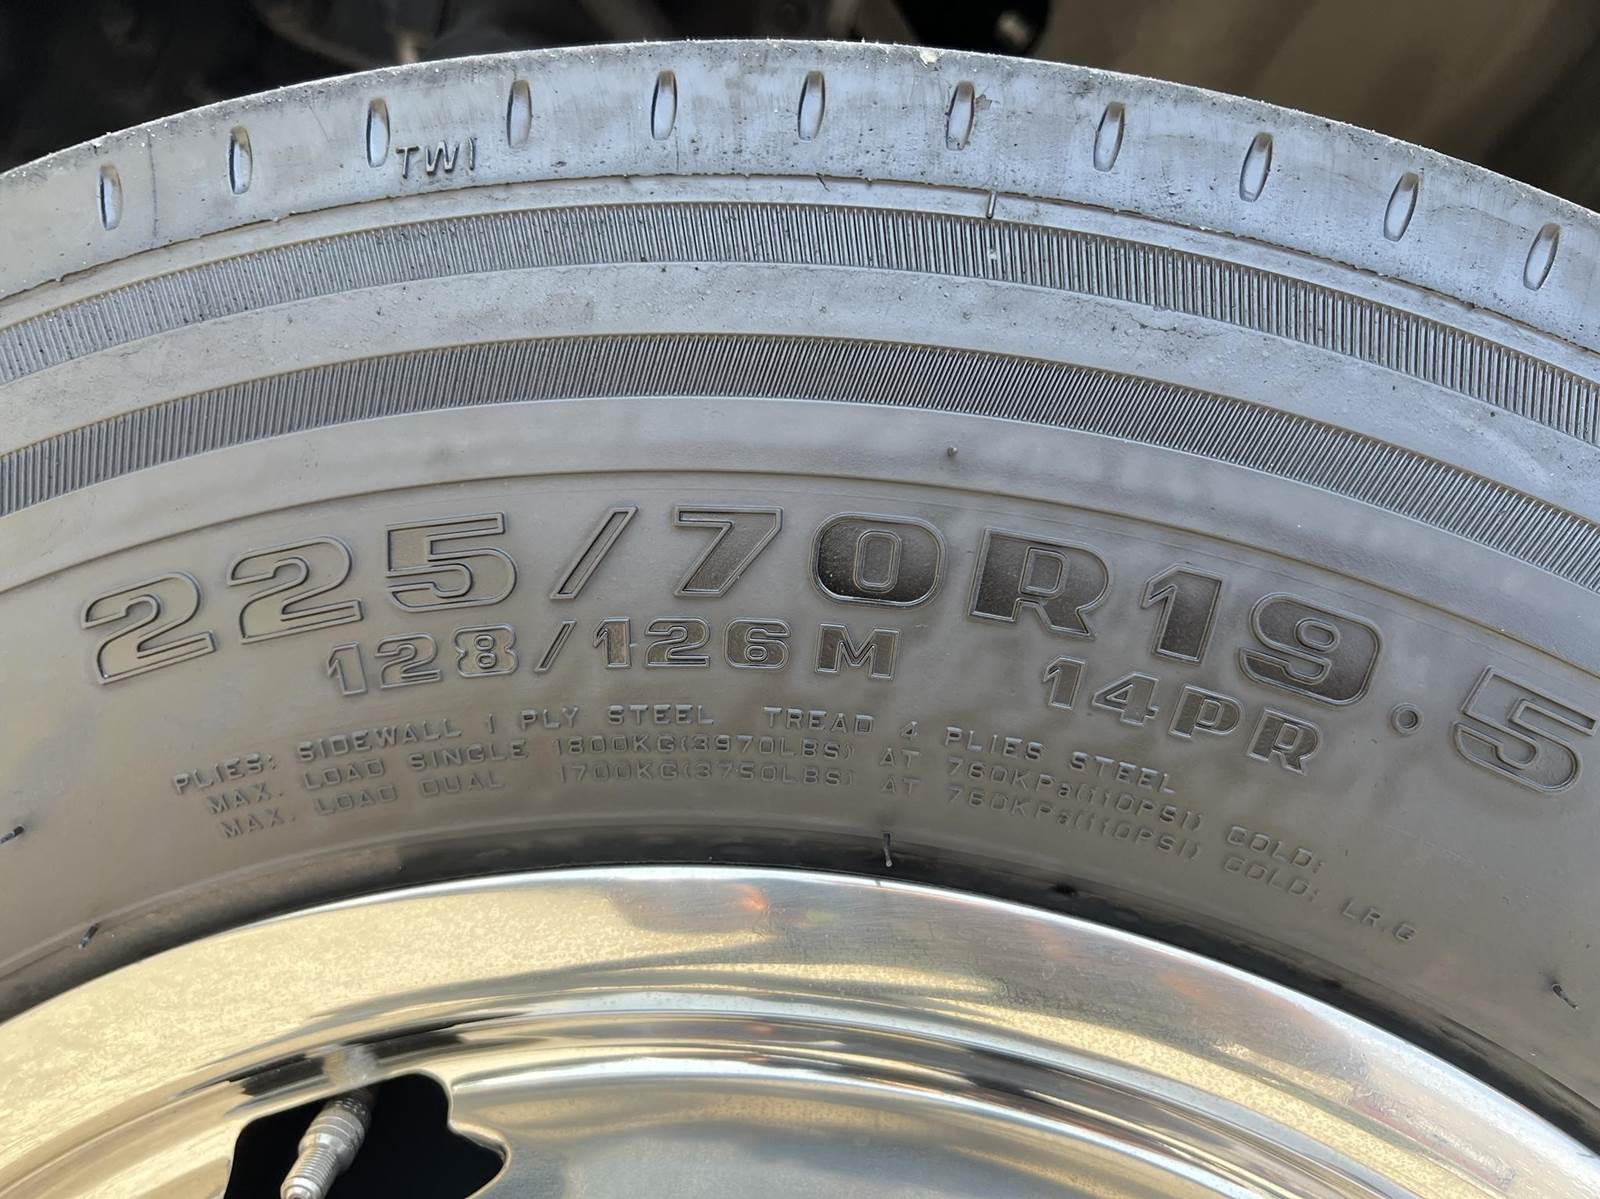 TWI
225/70R19.5
128/126M 14PR
PLIES: SIDEWALL 1 PLY STEEL TREAD 4 PLIES STEEL
MAX. LOAD SINGLE 1800KG(3970LBS) AT 760KPa(110PSI) COLD:
MAX. LOAD DUAL 1700KG(3750LBS) AT 760KPa(110PSI) COLD: LR.G